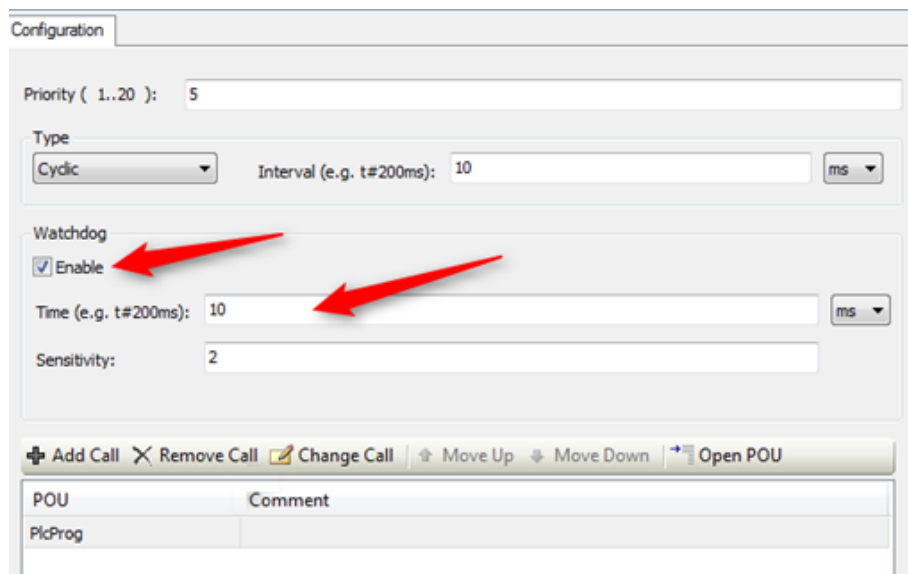 Configuration
Priority ( 1..20 ): 5
Type
Cyclic Interval (e.g. t#200ms): 10 ms
Watchdog
Enable
Time (e.g. t#200ms): 10 ms
Sensitivity: 2
Add Call Remove Call Change Call Move Up Move Down Open POU
POU Comment
PlcProg